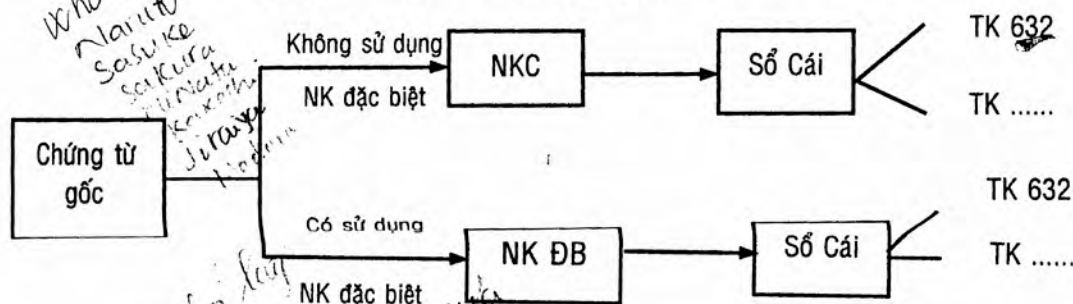 Naruto
Sasuke
Sakura
Jiraiya
Không sử dụng
NK đặc biệt
NKC
Sổ Cái
TK 632
TK ......
Chứng từ
gốc
Có sử dụng
NK đặc biệt
NK ĐB
Sổ Cái
TK 632
TK ......